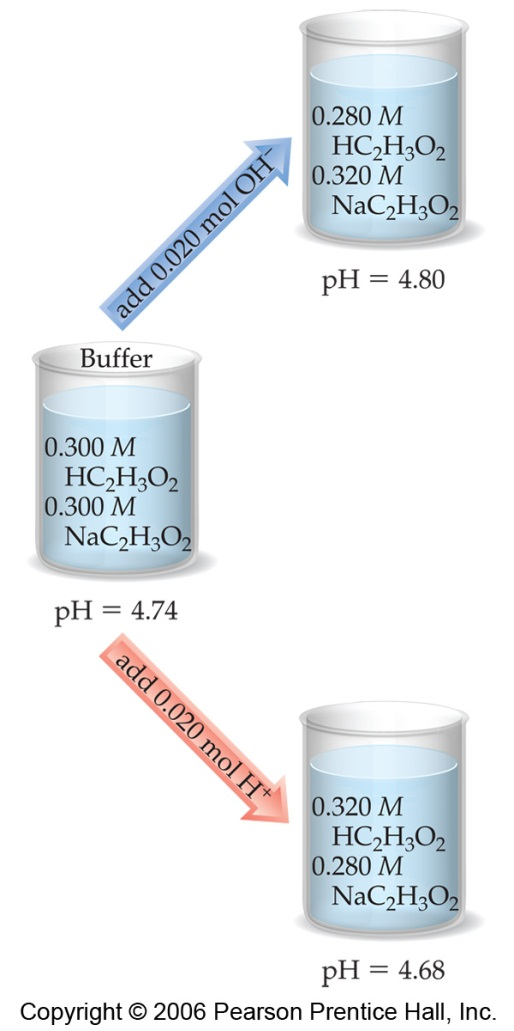 0.280 M
HC₂H₃O₂
0.320 M
NaC₂H₃O₂
pH = 4.80
add 0.020 mol OH⁻
Buffer
0.300 M
HC₂H₃O₂
0.300 M
NaC₂H₃O₂
pH = 4.74
add 0.020 mol H⁺
0.320 M
HC₂H₃O₂
0.280 M
NaC₂H₃O₂
pH = 4.68
Copyright © 2006 Pearson Prentice Hall, Inc.